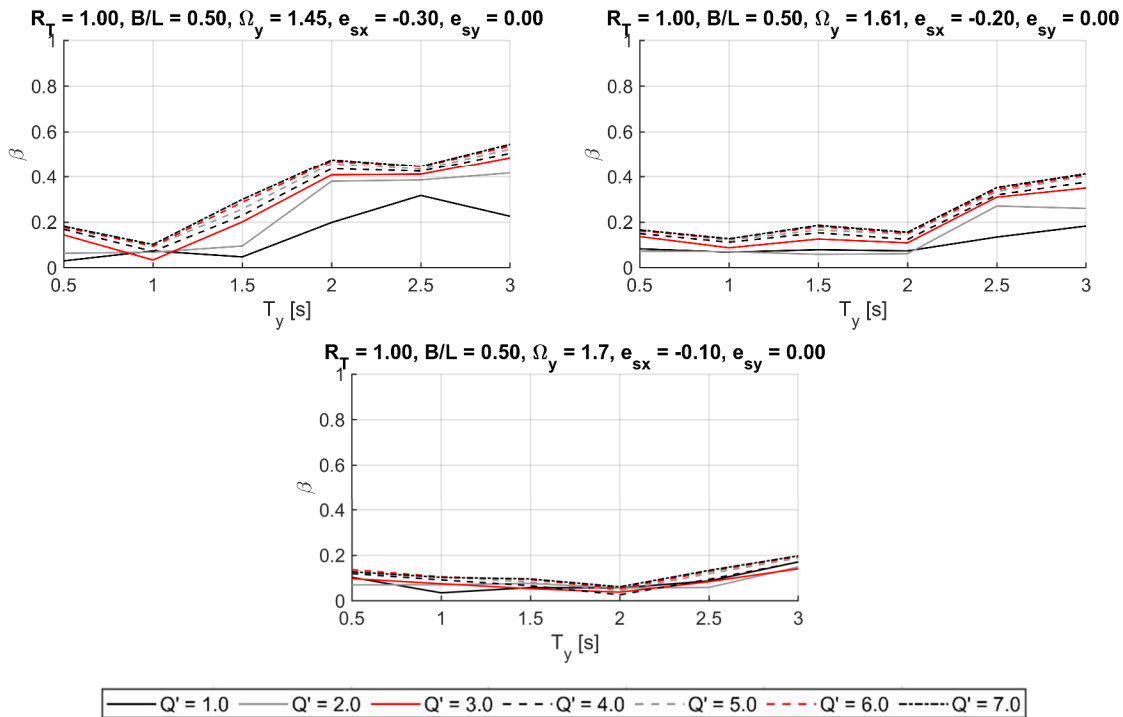 R_T = 1.00, B/L = 0.50, Ω_y = 1.45, e_sx = -0.30, e_sy = 0.00
1
0.8
0.6
0.4
0.2
0
β
0.5 1 1.5 2 2.5 3
T_y [s]
R_T = 1.00, B/L = 0.50, Ω_y = 1.61, e_sx = -0.20, e_sy = 0.00
1
0.8
0.6
0.4
0.2
0
β
0.5 1 1.5 2 2.5 3
T_y [s]
R_T = 1.00, B/L = 0.50, Ω_y = 1.7, e_sx = -0.10, e_sy = 0.00
1
0.8
0.6
0.4
0.2
0
β
0.5 1 1.5 2 2.5 3
T_y [s]
Q' = 1.0 Q' = 2.0 Q' = 3.0 Q' = 4.0 Q' = 5.0 Q' = 6.0 Q' = 7.0